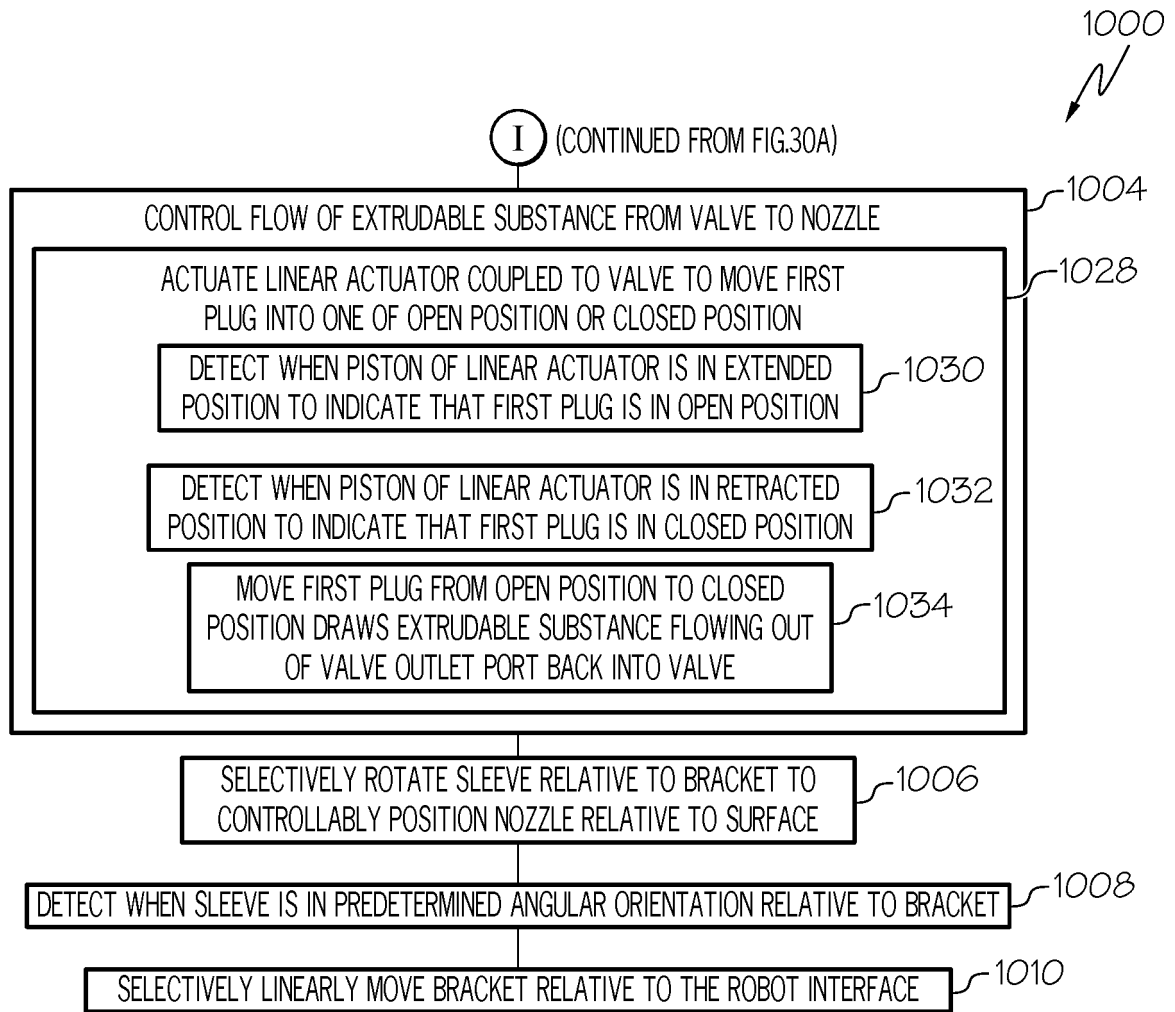 1000
I (CONTINUED FROM FIG.30A)
1004
CONTROL FLOW OF EXTRUDABLE SUBSTANCE FROM VALVE TO NOZZLE
1028
ACTUATE LINEAR ACTUATOR COUPLED TO VALVE TO MOVE FIRST
PLUG INTO ONE OF OPEN POSITION OR CLOSED POSITION
DETECT WHEN PISTON OF LINEAR ACTUATOR IS IN EXTENDED
POSITION TO INDICATE THAT FIRST PLUG IS IN OPEN POSITION
1030
DETECT WHEN PISTON OF LINEAR ACTUATOR IS IN RETRACTED
POSITION TO INDICATE THAT FIRST PLUG IS IN CLOSED POSITION
1032
MOVE FIRST PLUG FROM OPEN POSITION TO CLOSED
POSITION DRAWS EXTRUDABLE SUBSTANCE FLOWING OUT
OF VALVE OUTLET PORT BACK INTO VALVE
1034
SELECTIVELY ROTATE SLEEVE RELATIVE TO BRACKET TO
CONTROLLABLY POSITION NOZZLE RELATIVE TO SURFACE
1006
DETECT WHEN SLEEVE IS IN PREDETERMINED ANGULAR ORIENTATION RELATIVE TO BRACKET
1008
SELECTIVELY LINEARLY MOVE BRACKET RELATIVE TO THE ROBOT INTERFACE
1010